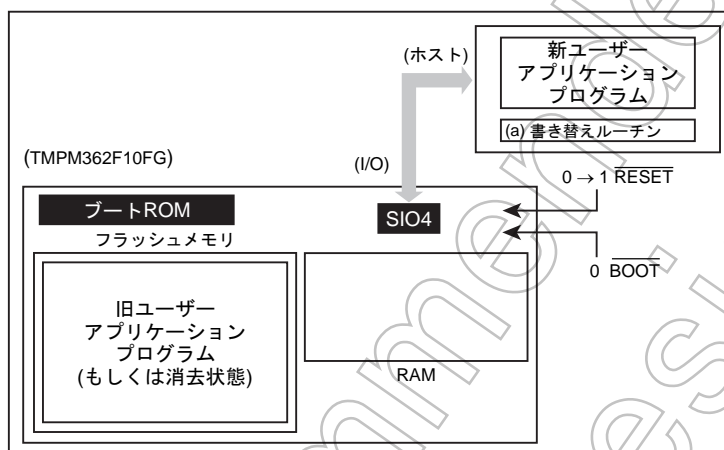 (ホスト)
新ユーザー
アプリケーション
プログラム
(a) 書き替えルーチン
(TMPM362F10FG)
(I/O)
0 → 1 RESET
ブートROM
SIO4
フラッシュメモリ
0 BOOT
旧ユーザー
アプリケーション
プログラム
(もしくは消去状態)
RAM